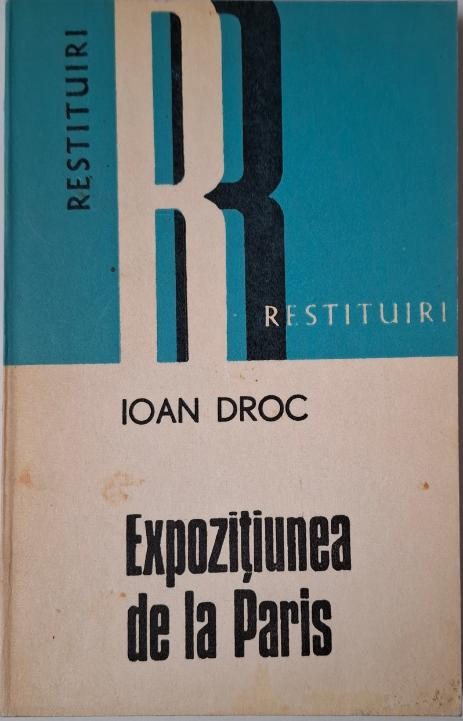 RESTITUIRI
R
RESTITUIRI
IOAN DROC
Expozițiunea
de la Paris